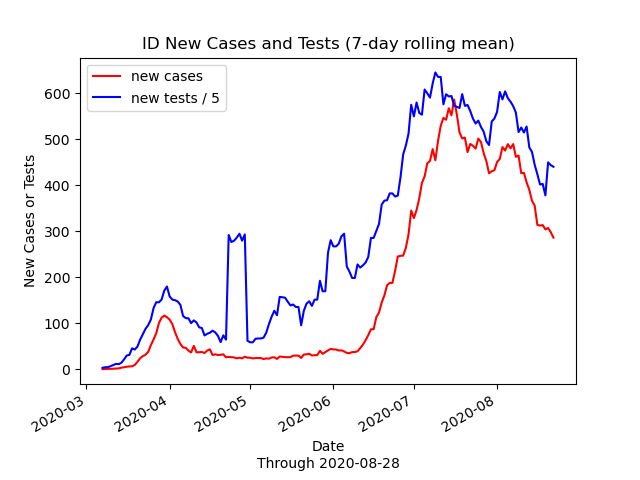 ID New Cases and Tests (7-day rolling mean)
new cases
new tests / 5
New Cases or Tests
600
500
400
300
200
100
0
2020-03
2020-04
2020-05
2020-06
2020-07
2020-08
Date
Through 2020-08-28